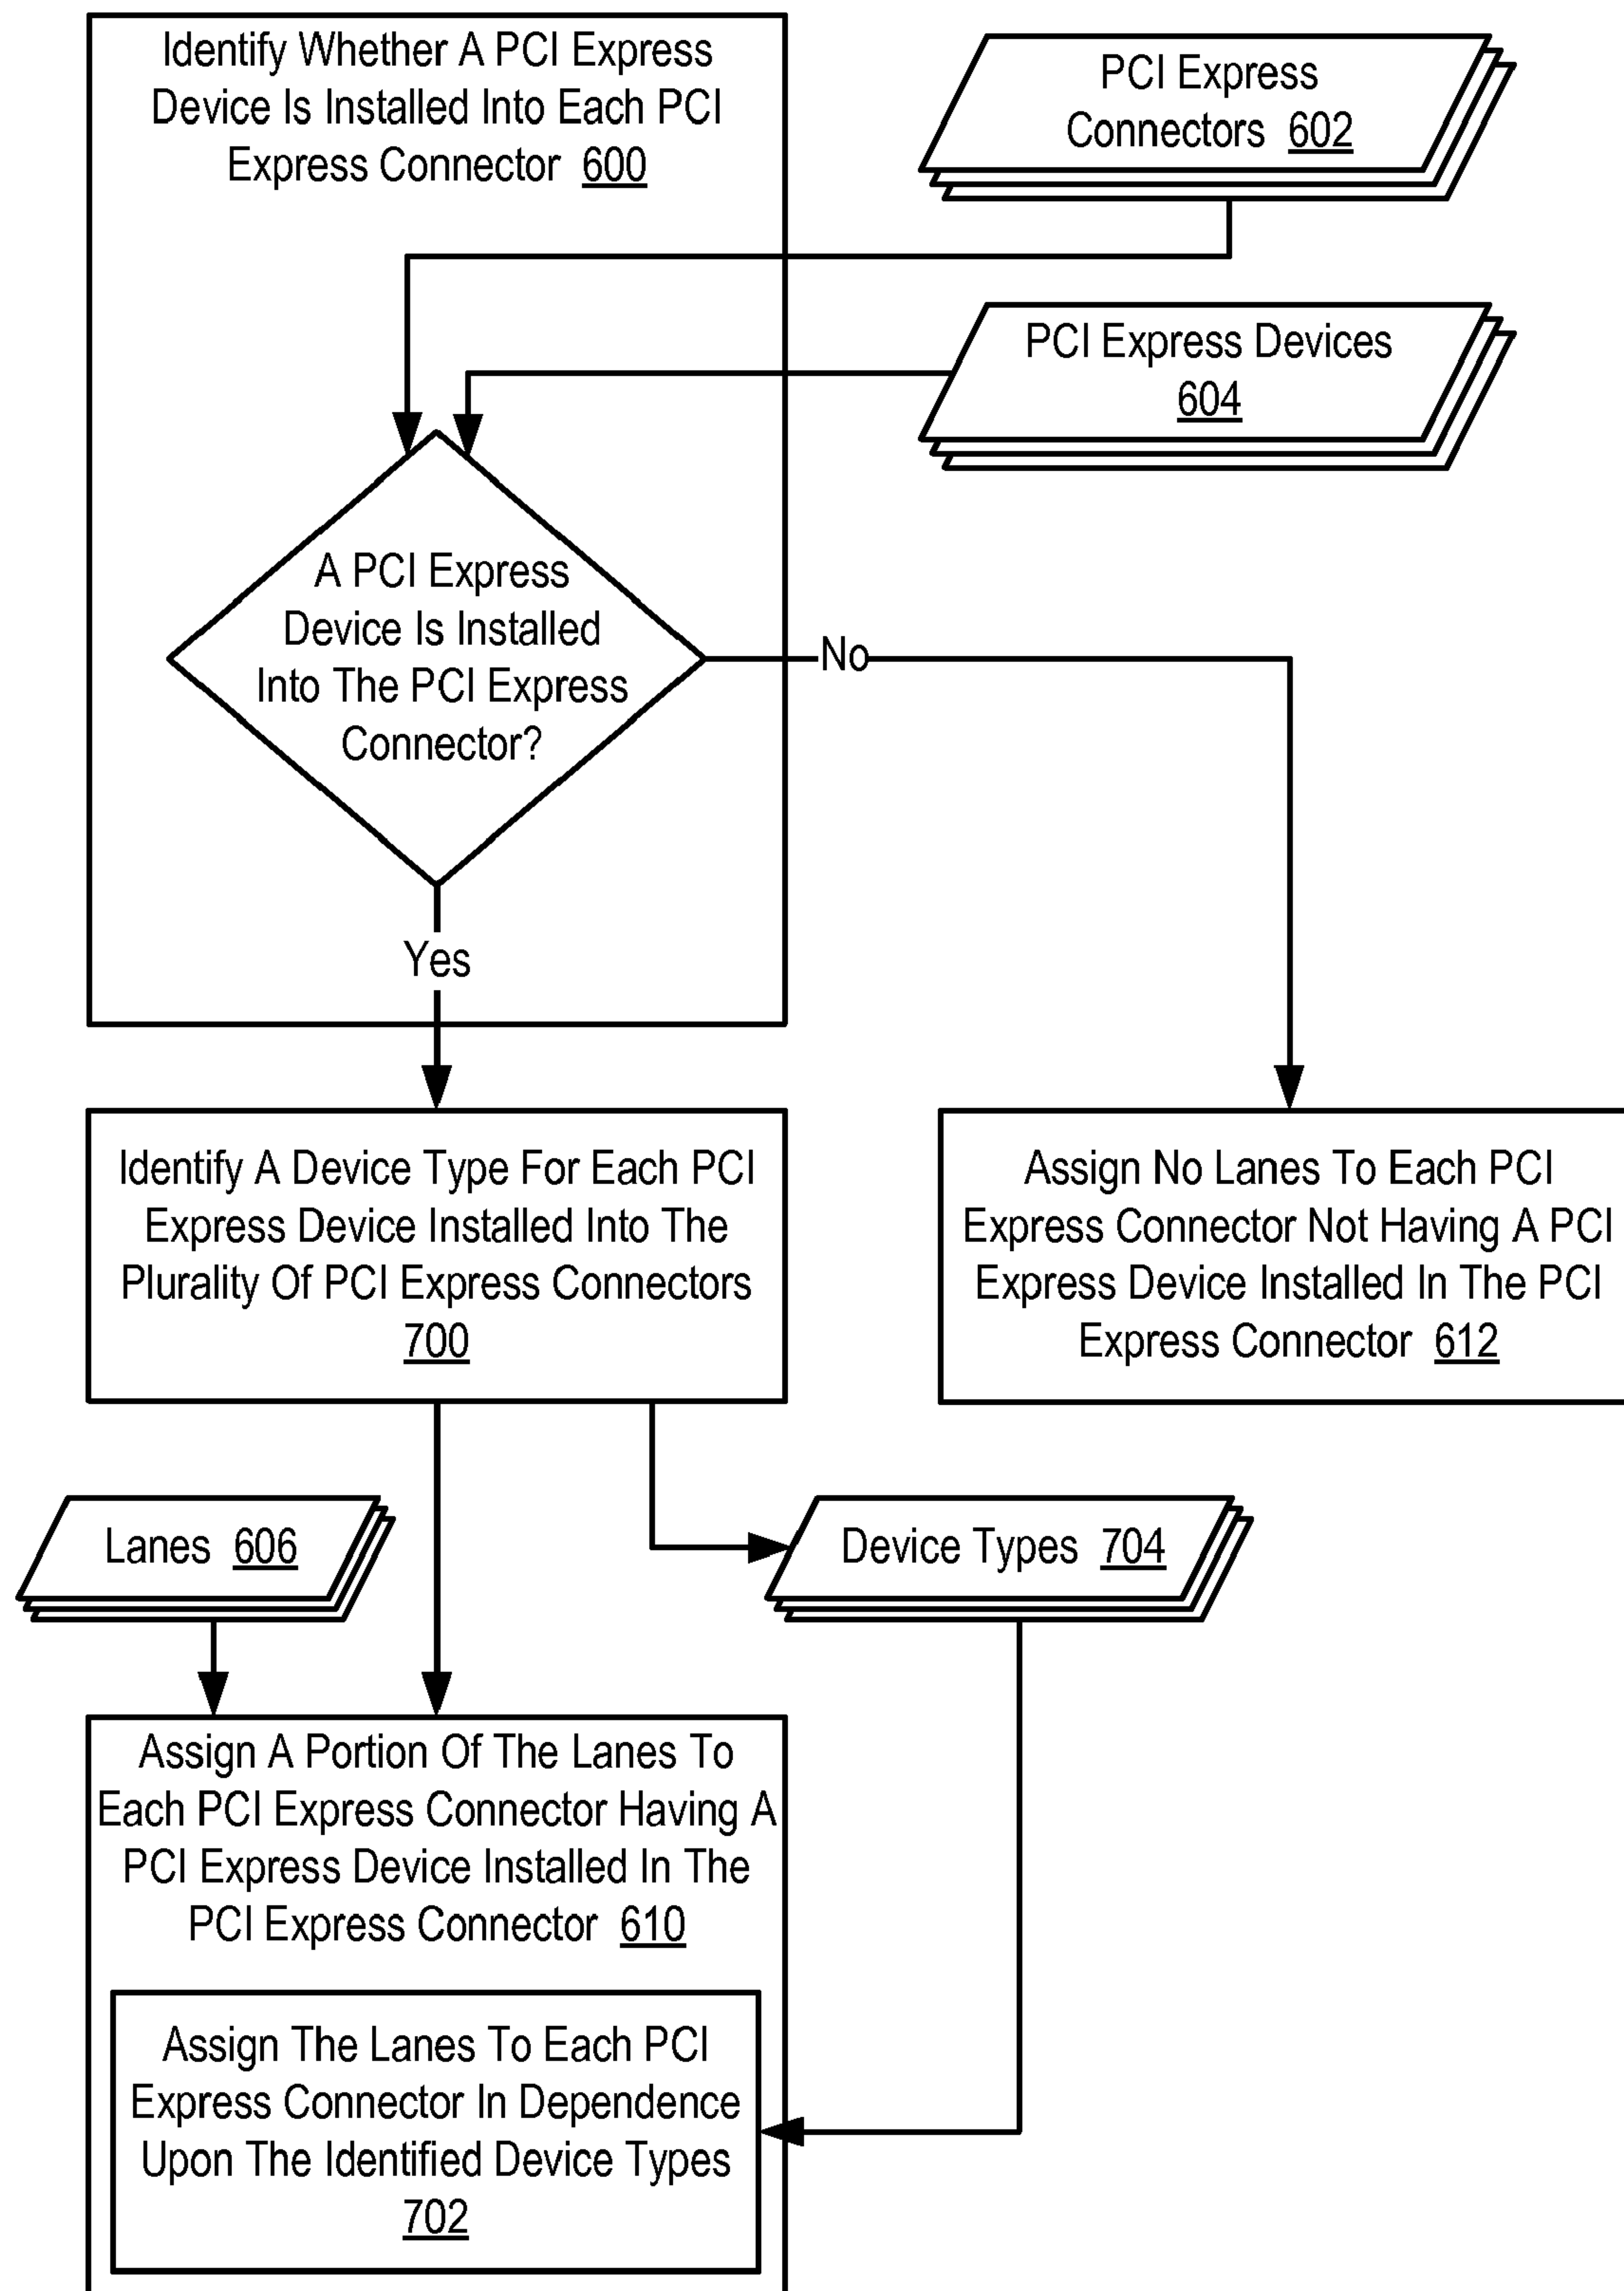 Identify Whether A PCI Express
Device Is Installed Into Each PCI
Express Connector 600
PCI Express
Connectors 602
PCI Express Devices
604
A PCI Express
Device Is Installed
Into The PCI Express
Connector?
No
Yes
Identify A Device Type For Each PCI
Express Device Installed Into The
Plurality Of PCI Express Connectors
700
Assign No Lanes To Each PCI
Express Connector Not Having A PCI
Express Device Installed In The PCI
Express Connector 612
Lanes 606
Device Types 704
Assign A Portion Of The Lanes To
Each PCI Express Connector Having A
PCI Express Device Installed In The
PCI Express Connector 610
Assign The Lanes To Each PCI
Express Connector In Dependence
Upon The Identified Device Types
702